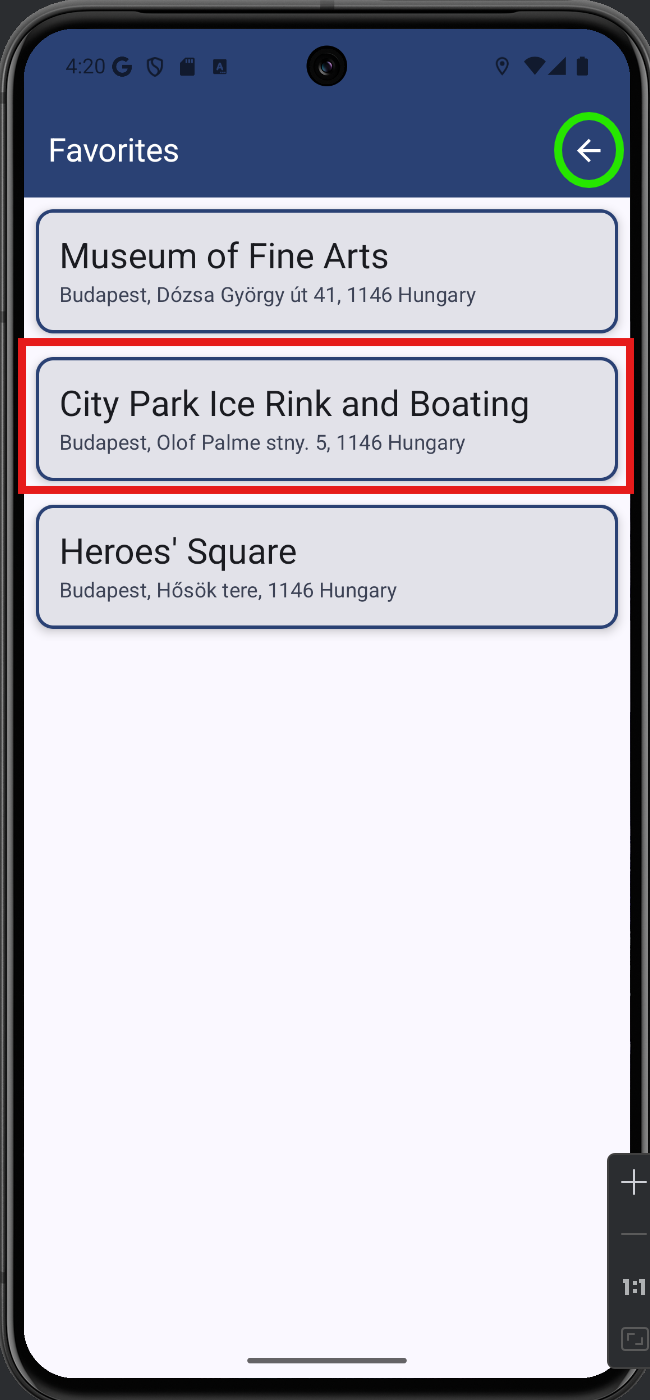 4:20
Favorites
Museum of Fine Arts
Budapest, Dózsa György út 41, 1146 Hungary
City Park Ice Rink and Boating
Budapest, Olof Palme stny. 5, 1146 Hungary
Heroes' Square
Budapest, Hősök tere, 1146 Hungary
1:1